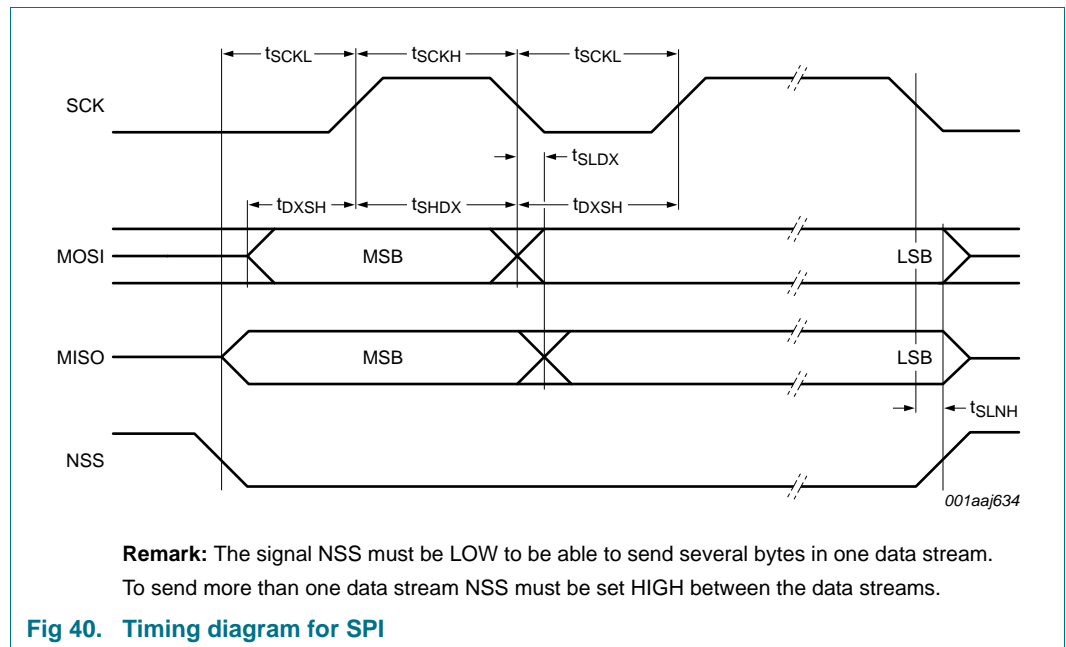 tSCKL tSCKH tSCKL
SCK
tSLDX
tDXSH tSHDX tDXSH
MOSI MSB LSB
MISO MSB LSB
tSLNH
NSS
001aaj634
Remark: The signal NSS must be LOW to be able to send several bytes in one data stream.
To send more than one data stream NSS must be set HIGH between the data streams.
Fig 40. Timing diagram for SPI